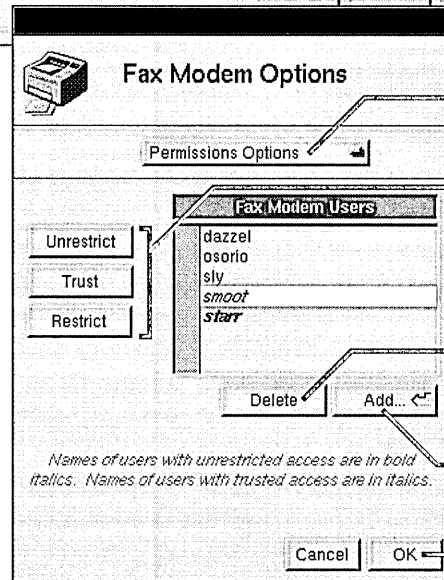 Fax Modem Options
Permissions Options
Fax Modem Users
Unrestrict
Trust
Restrict
dazzel
osorio
sly
smoot
starr
Delete
Add...
Names of users with unrestricted access are in bold
italics. Names of users with trusted access are in italics.
Cancel
OK